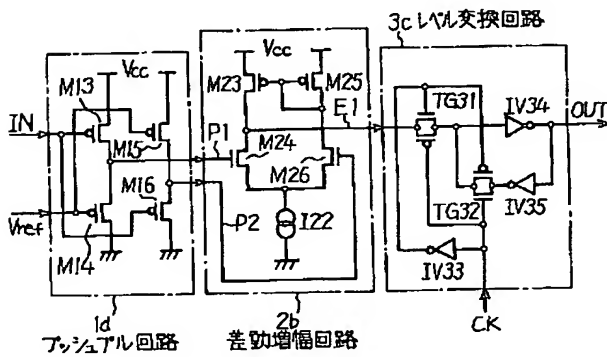 3c レベル変換回路
Vcc
M13
IN
M15
M16
Vref
M14
P1
P2
Vcc
M23
M25
E1
M24
M26
I22
TG31
IV34
OUT
TG32
IV35
IV33
CK
1d
プッシュプル回路
2b
差動増幅回路